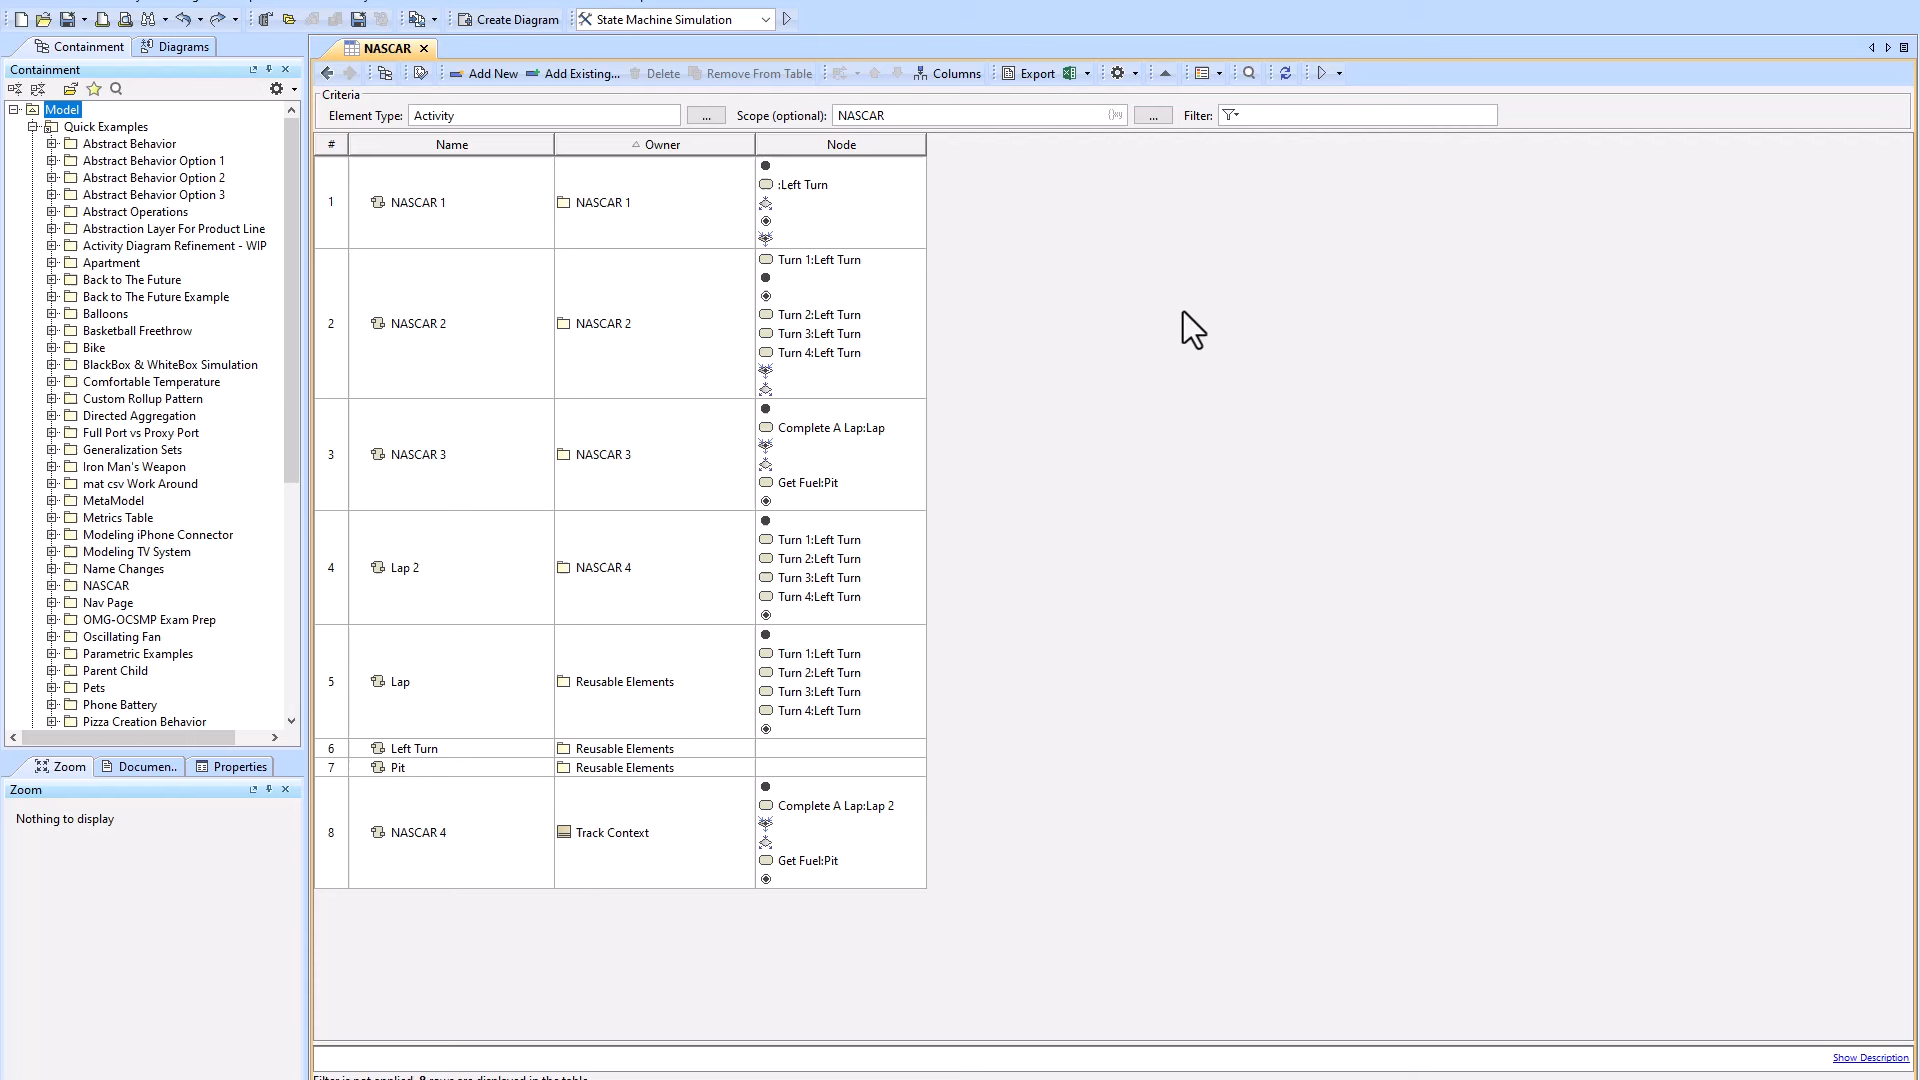 Create Diagram
State Machine Simulation
Containment
Diagrams
NASCAR
Containment
Add New
Add Existing...
Delete
Remove From Table
Columns
Export
Criteria
Element Type:
Activity
...
Scope (optional):
NASCAR
...
Filter:
Model
Quick Examples
Abstract Behavior
Abstract Behavior Option 1
Abstract Behavior Option 2
Abstract Behavior Option 3
Abstract Operations
Abstraction Layer For Product Line
Activity Diagram Refinement - WIP
Apartment
Back to The Future
Back to The Future Example
Balloons
Basketball Freethrow
Bike
BlackBox & WhiteBox Simulation
Comfortable Temperature
Custom Rollup Pattern
Directed Aggregation
Full Port vs Proxy Port
Generalization Sets
Iron Man's Weapon
mat csv Work Around
MetaModel
Metrics Table
Modeling iPhone Connector
Modeling TV System
Name Changes
NASCAR
Nav Page
OMG-OCSMP Exam Prep
Oscillating Fan
Parametric Examples
Parent Child
Pets
Phone Battery
Pizza Creation Behavior
# Name Owner Node
1 NASCAR 1 NASCAR 1
:Left Turn
2 NASCAR 2 NASCAR 2
Turn 1:Left Turn
Turn 2:Left Turn
Turn 3:Left Turn
Turn 4:Left Turn
3 NASCAR 3 NASCAR 3
Complete A Lap:Lap
Get Fuel:Pit
4 Lap 2 NASCAR 4
Turn 1:Left Turn
Turn 2:Left Turn
Turn 3:Left Turn
Turn 4:Left Turn
5 Lap Reusable Elements
Turn 1:Left Turn
Turn 2:Left Turn
Turn 3:Left Turn
Turn 4:Left Turn
6 Left Turn Reusable Elements
7 Pit Reusable Elements
8 NASCAR 4 Track Context
Complete A Lap:Lap 2
Get Fuel:Pit
Zoom
Documen..
Properties
Zoom
Nothing to display
Show Description
Filter is not applied. 8 rows are displayed in the table.